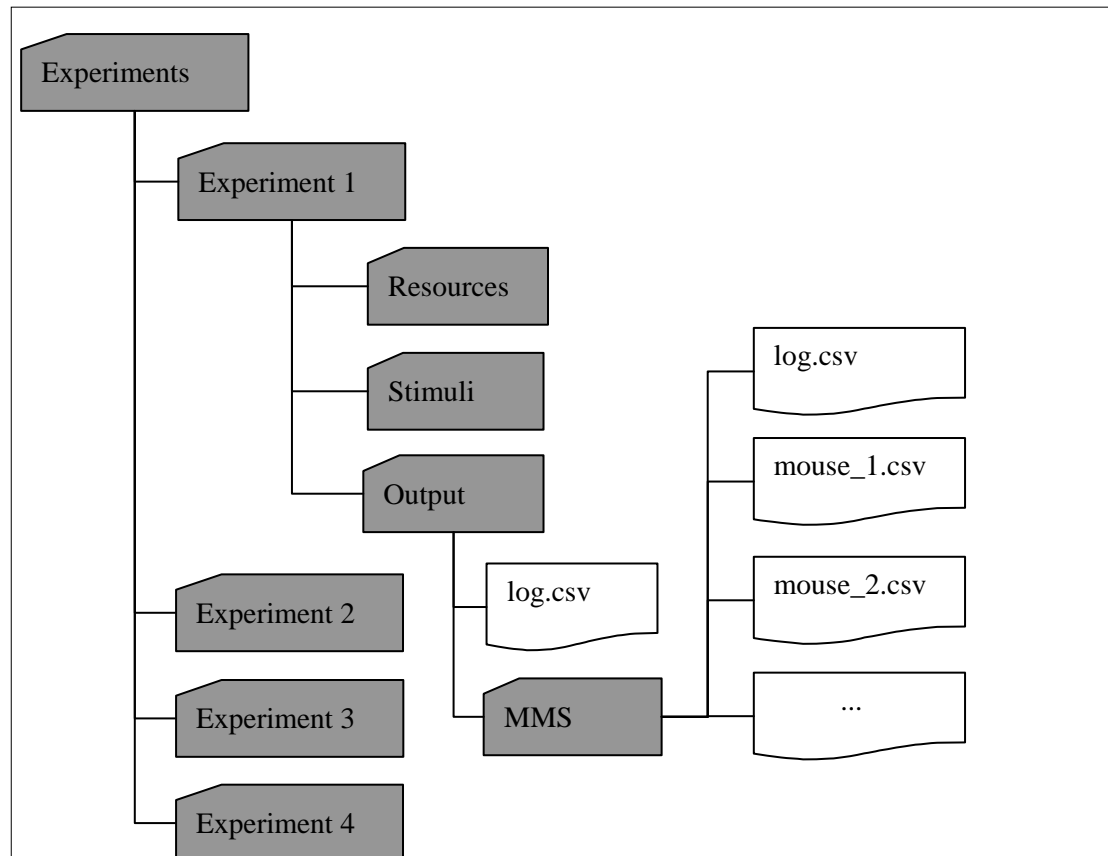 Experiments
Experiment 1
Resources
Stimuli
Output
log.csv
MMS
log.csv
mouse_1.csv
mouse_2.csv
...
Experiment 2
Experiment 3
Experiment 4